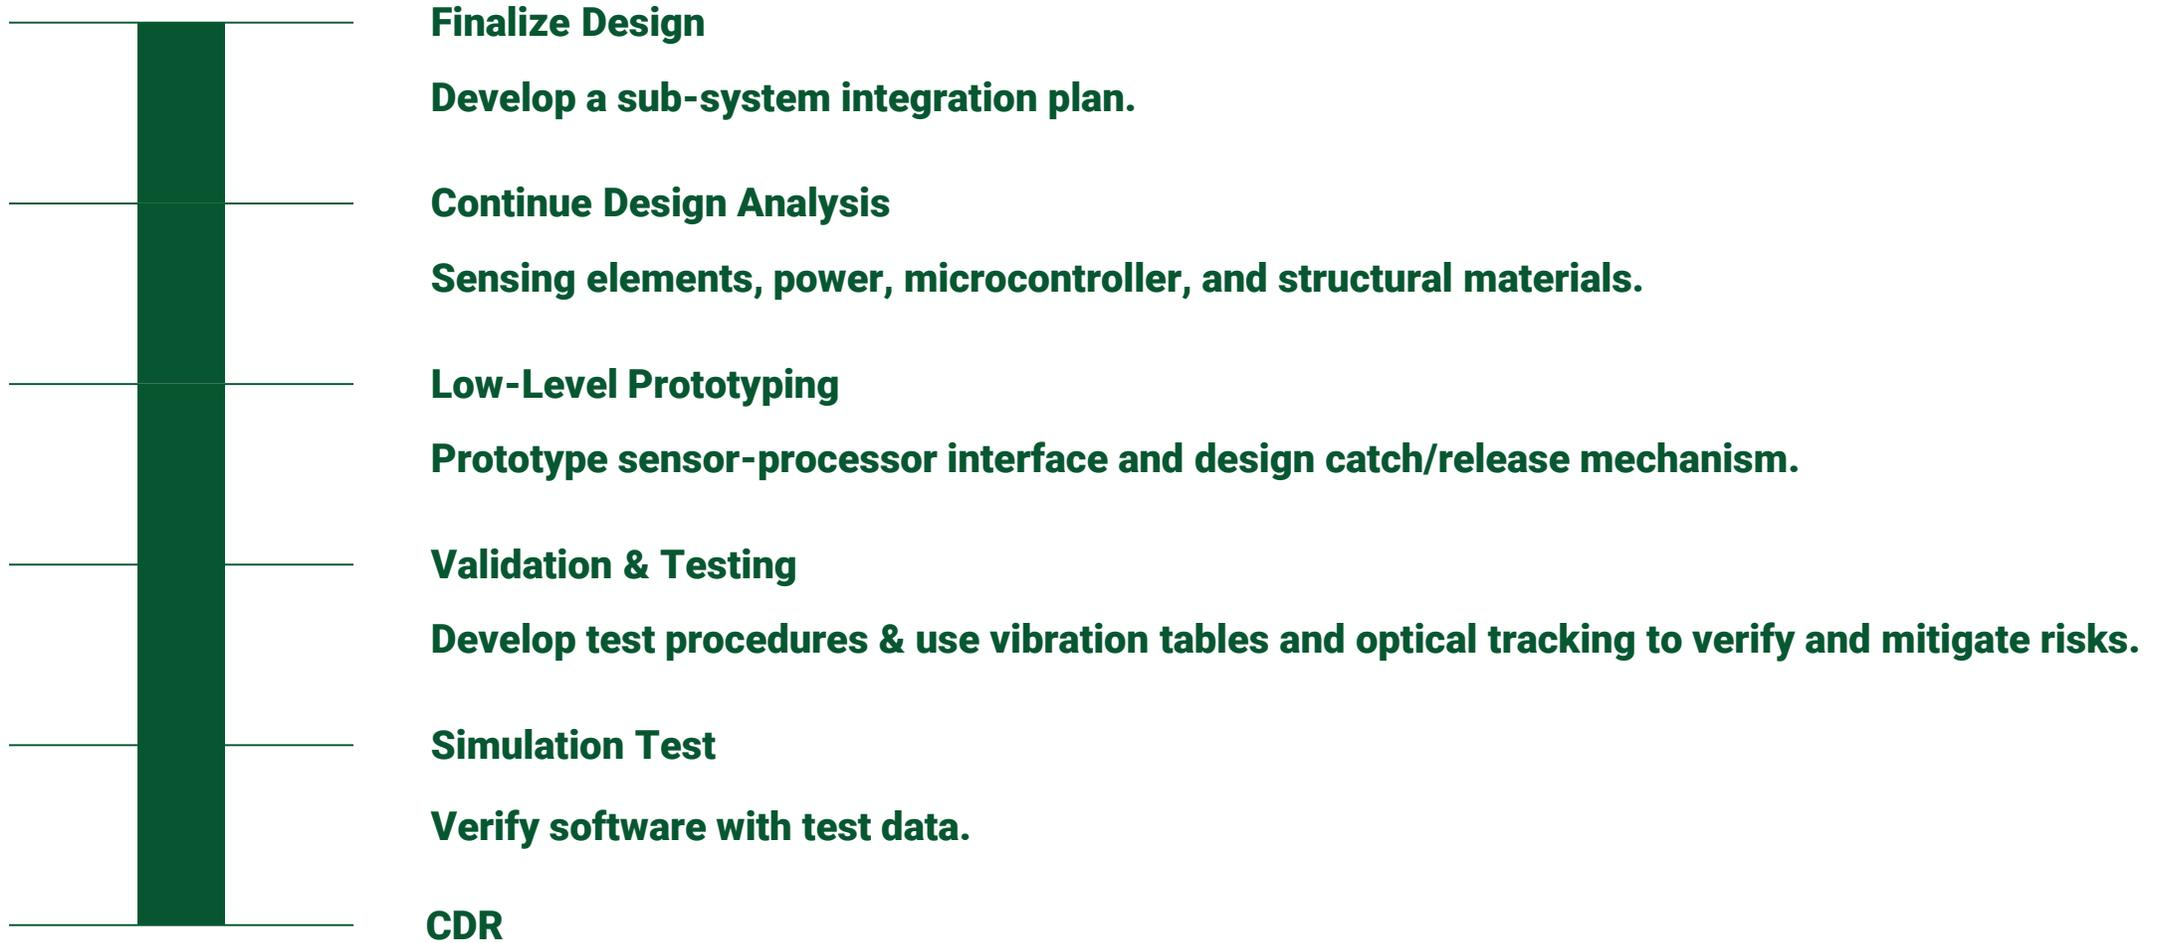 Finalize Design
Develop a sub-system integration plan.
Continue Design Analysis
Sensing elements, power, microcontroller, and structural materials.
Low-Level Prototyping
Prototype sensor-processor interface and design catch/release mechanism.
Validation & Testing
Develop test procedures & use vibration tables and optical tracking to verify and mitigate risks.
Simulation Test
Verify software with test data.
CDR